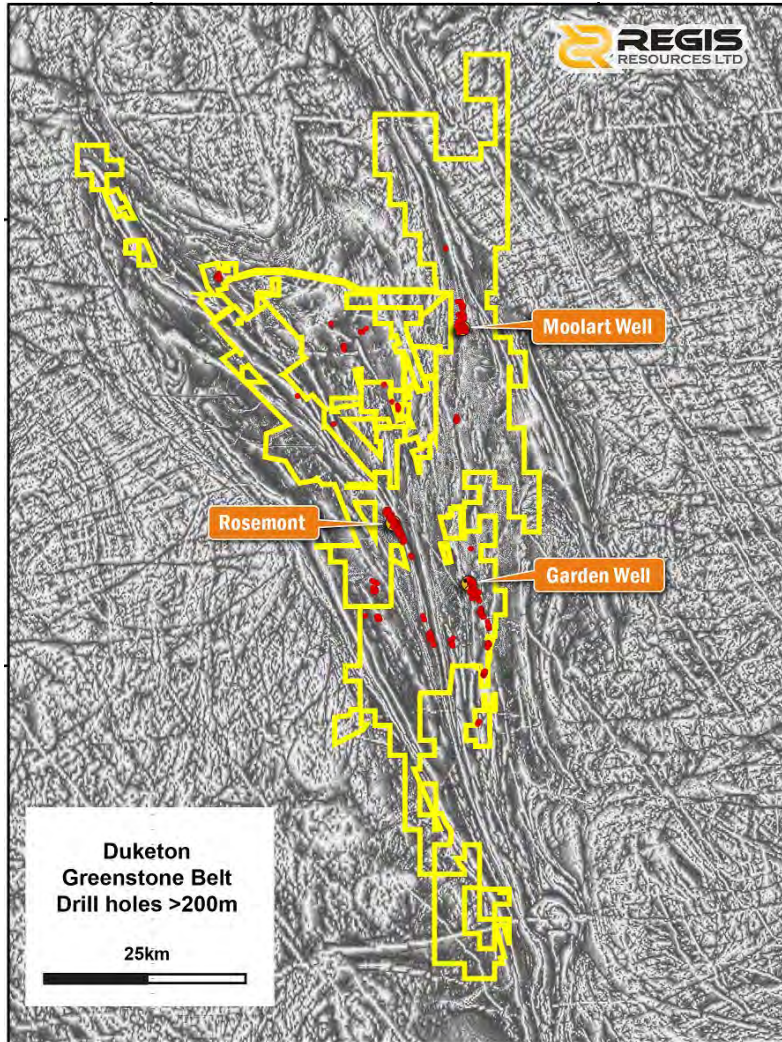 REGIS
RESOURCES LTD
Moolart Well
Rosemont
Garden Well
Duketon
Greenstone Belt
Drill holes >200m
25km